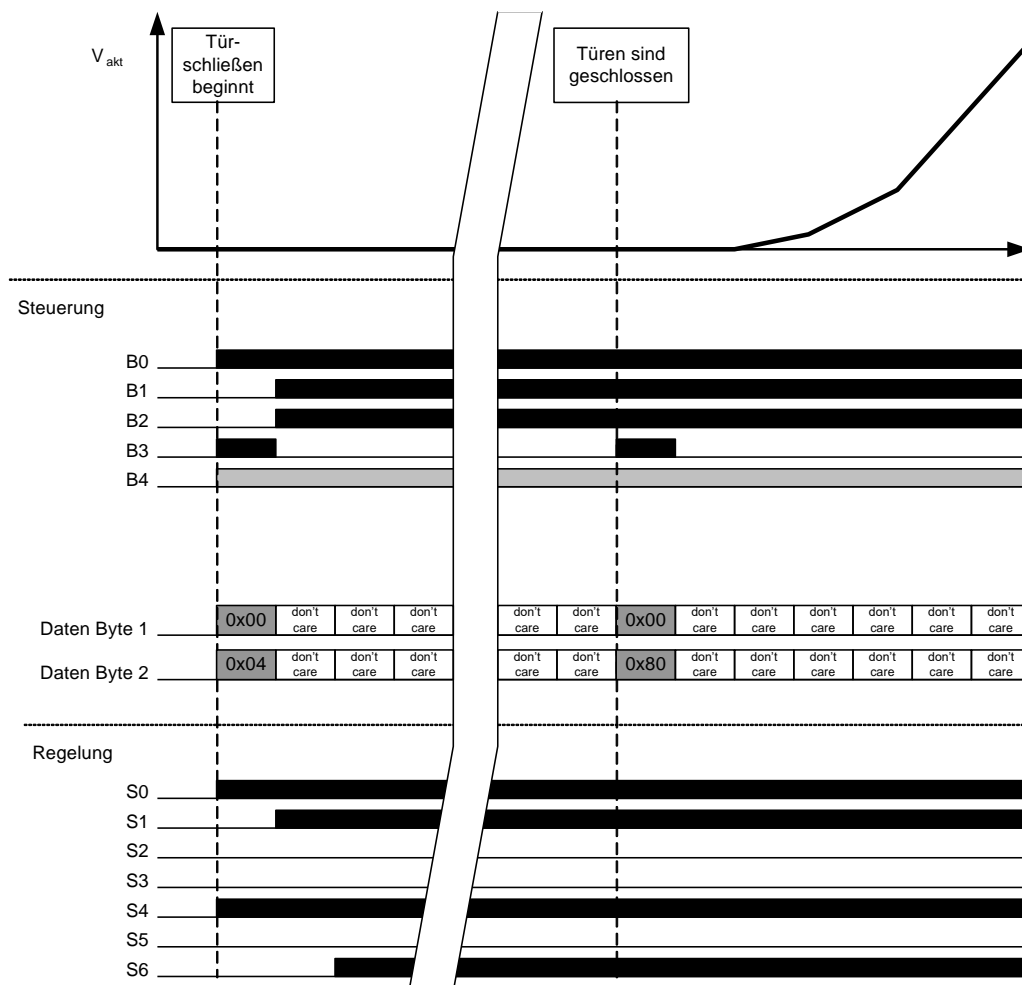 V akt
Tür-
schließen
beginnt
Türen sind
geschlossen
Steuerung
B0
B1
B2
B3
B4
Daten Byte 1
0x00 don't care don't care don't care don't care don't care 0x00 don't care don't care don't care don't care don't care don't care
Daten Byte 2
0x04 don't care don't care don't care don't care don't care 0x80 don't care don't care don't care don't care don't care don't care
Regelung
S0
S1
S2
S3
S4
S5
S6